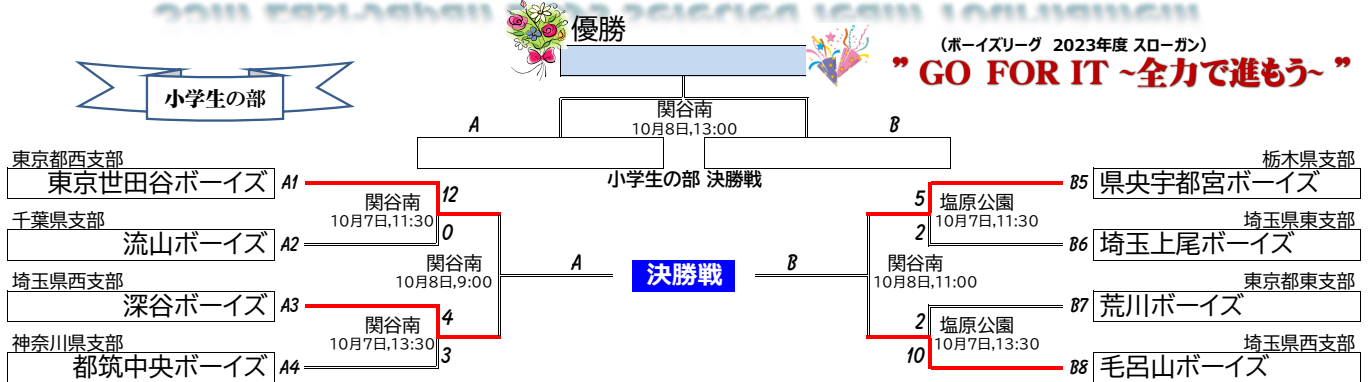 優勝
(ボーイズリーグ 2023年度 スローガン)
” GO FOR IT ~全力で進もう~ ”
小学生の部
関谷南
10月8日,13:00
A
B
小学生の部 決勝戦
東京都西支部
東京世田谷ボーイズ A1
12
関谷南
10月7日,11:30
千葉県支部
流山ボーイズ A2
0
関谷南
10月8日,9:00
A
埼玉県西支部
深谷ボーイズ A3
4
関谷南
10月7日,13:30
神奈川県支部
都筑中央ボーイズ A4
3
決勝戦
栃木県支部
B5 県央宇都宮ボーイズ
5
塩原公園
10月7日,11:30
埼玉県東支部
B6 埼玉上尾ボーイズ
2
B
関谷南
10月8日,11:00
東京都東支部
B7 荒川ボーイズ
2
塩原公園
10月7日,13:30
埼玉県西支部
B8 毛呂山ボーイズ
10